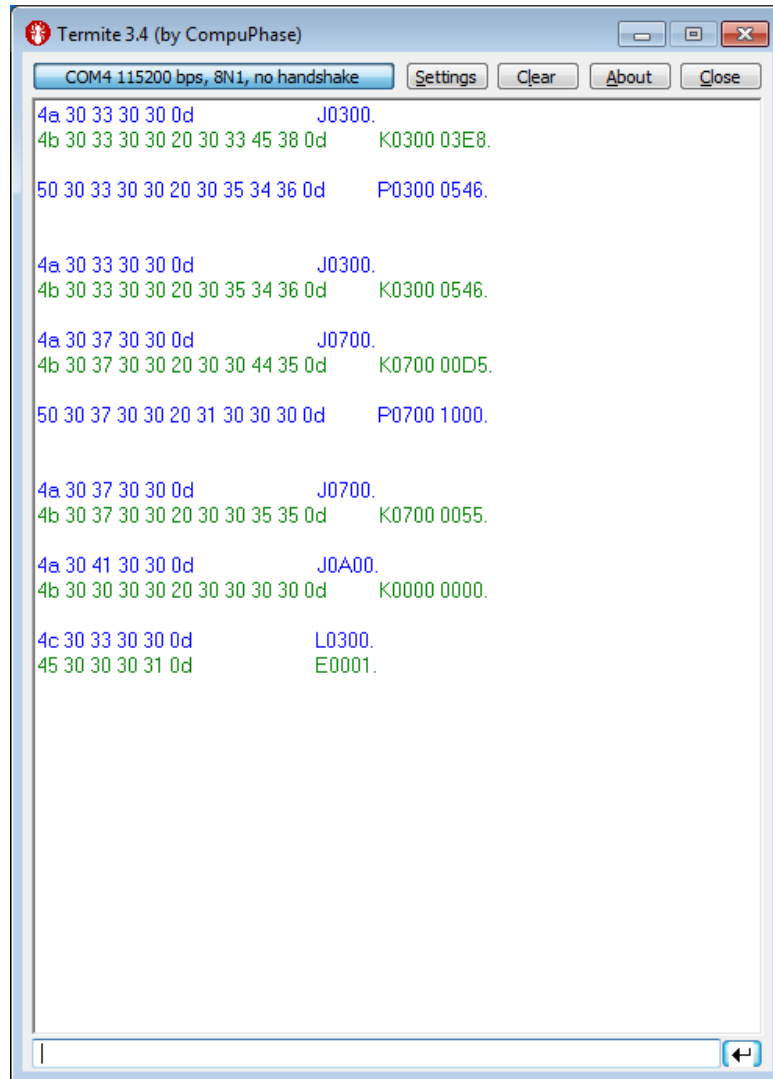 Termite 3.4 (by CompuPhase)
COM4 115200 bps, 8N1, no handshake Settings Clear About Close
4a 30 33 30 30 0d J0300.
4b 30 33 30 30 20 30 33 45 38 0d K0300 03E8.
50 30 33 30 30 20 30 35 34 36 0d P0300 0546.
4a 30 33 30 30 0d J0300.
4b 30 33 30 30 20 30 35 34 36 0d K0300 0546.
4a 30 37 30 30 0d J0700.
4b 30 37 30 30 20 30 30 44 35 0d K0700 00D5.
50 30 37 30 30 20 31 30 30 30 0d P0700 1000.
4a 30 37 30 30 0d J0700.
4b 30 37 30 30 20 30 30 35 35 0d K0700 0055.
4a 30 41 30 30 0d J0A00.
4b 30 30 30 30 20 30 30 30 30 0d K0000 0000.
4c 30 33 30 30 0d L0300.
45 30 30 30 31 0d E0001.